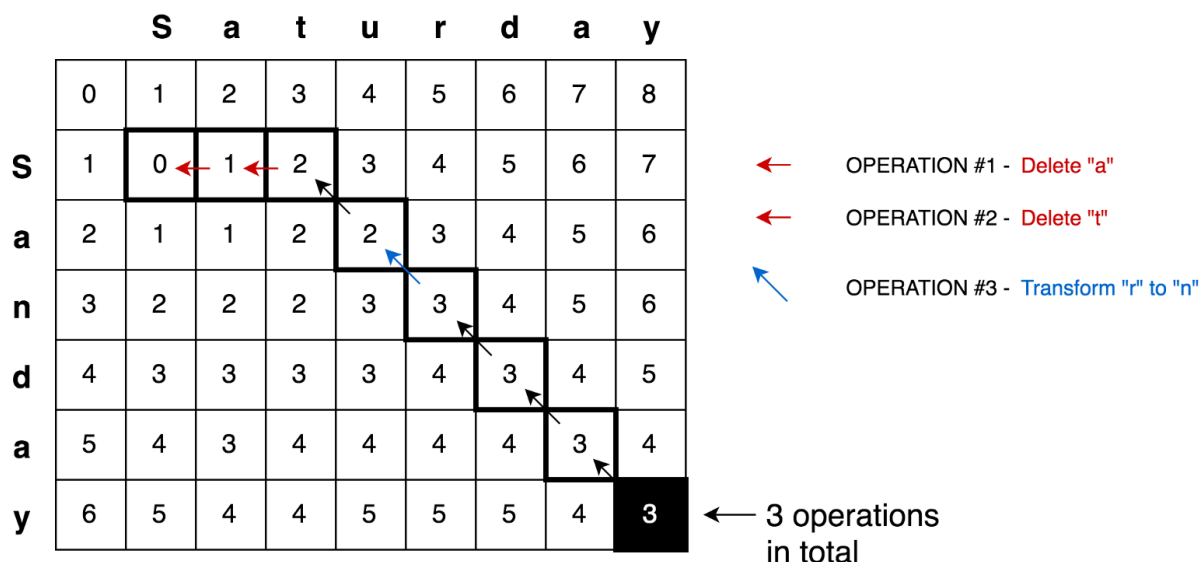 S a t u r d a y
0 1 2 3 4 5 6 7 8
S 1 0 1 2 3 4 5 6 7
a 2 1 1 2 2 3 4 5 6
n 3 2 2 2 3 3 4 5 6
d 4 3 3 3 3 4 3 4 5
a 5 4 3 4 4 4 4 3 4
y 6 5 4 4 5 5 5 4 3
OPERATION #1 - Delete "a"
OPERATION #2 - Delete "t"
OPERATION #3 - Transform "r" to "n"
3 operations
in total